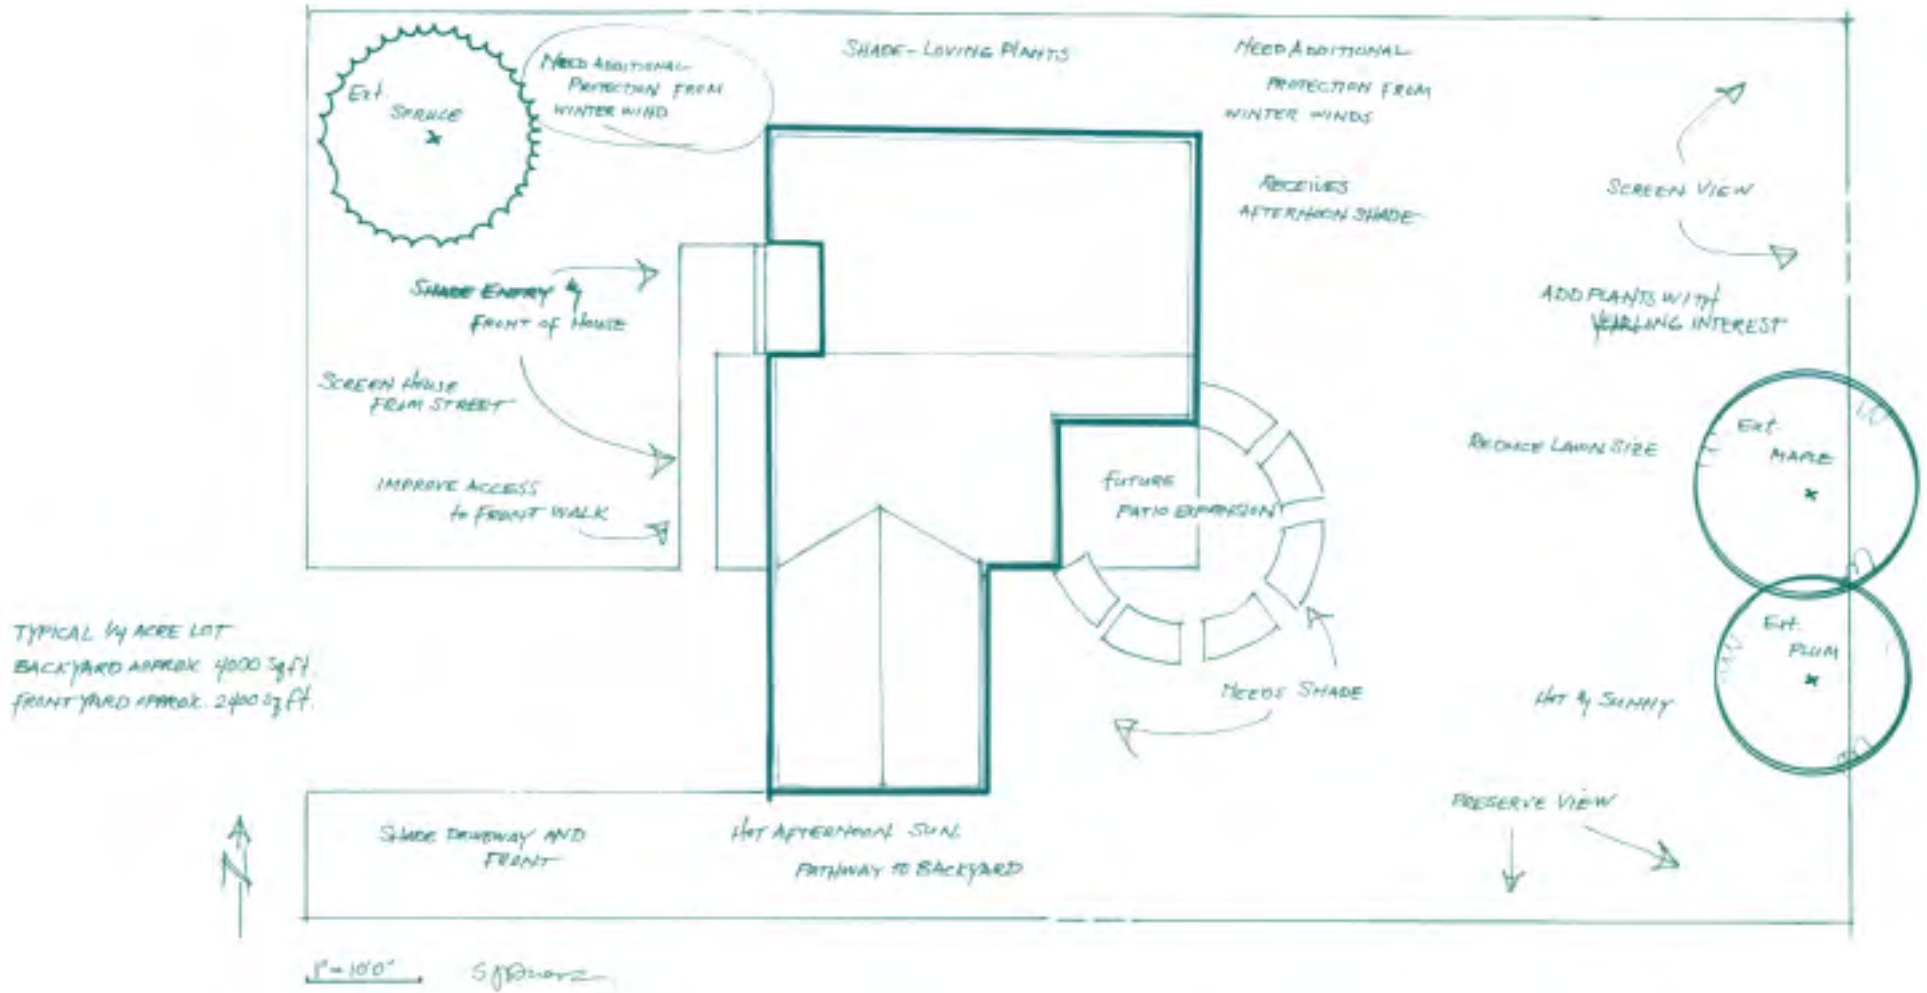 Ext.
SPRUCE
NEED ADDITIONAL
PROTECTION FROM
WINTER WIND
SHADE-LOVING PLANTS
NEED ADDITIONAL
PROTECTION FROM
WINTER WINDS
RECEIVES
AFTERNOON SHADE
SCREEN VIEW
ADD PLANTS WITH
INTEREST
SHADE ENTRY &
FRONT OF HOUSE
SCREEN HOUSE
FROM STREET
IMPROVE ACCESS
to FRONT WALK
FUTURE
PATIO EXPANSION
REDUCE LAWN SIZE
Ext.
MAPLE
Ext.
PLUM
TYPICAL 1/4 ACRE LOT
BACKYARD APPROX. 4000 Sq ft.
FRONT YARD APPROX. 2400 Sq ft.
NEEDS SHADE
HOT & SUNNY
PRESERVE VIEW
SHADE DRIVEWAY AND
FRONT
HOT AFTERNOON SUN
PATHWAY TO BACKYARD
N
1"=10'0"